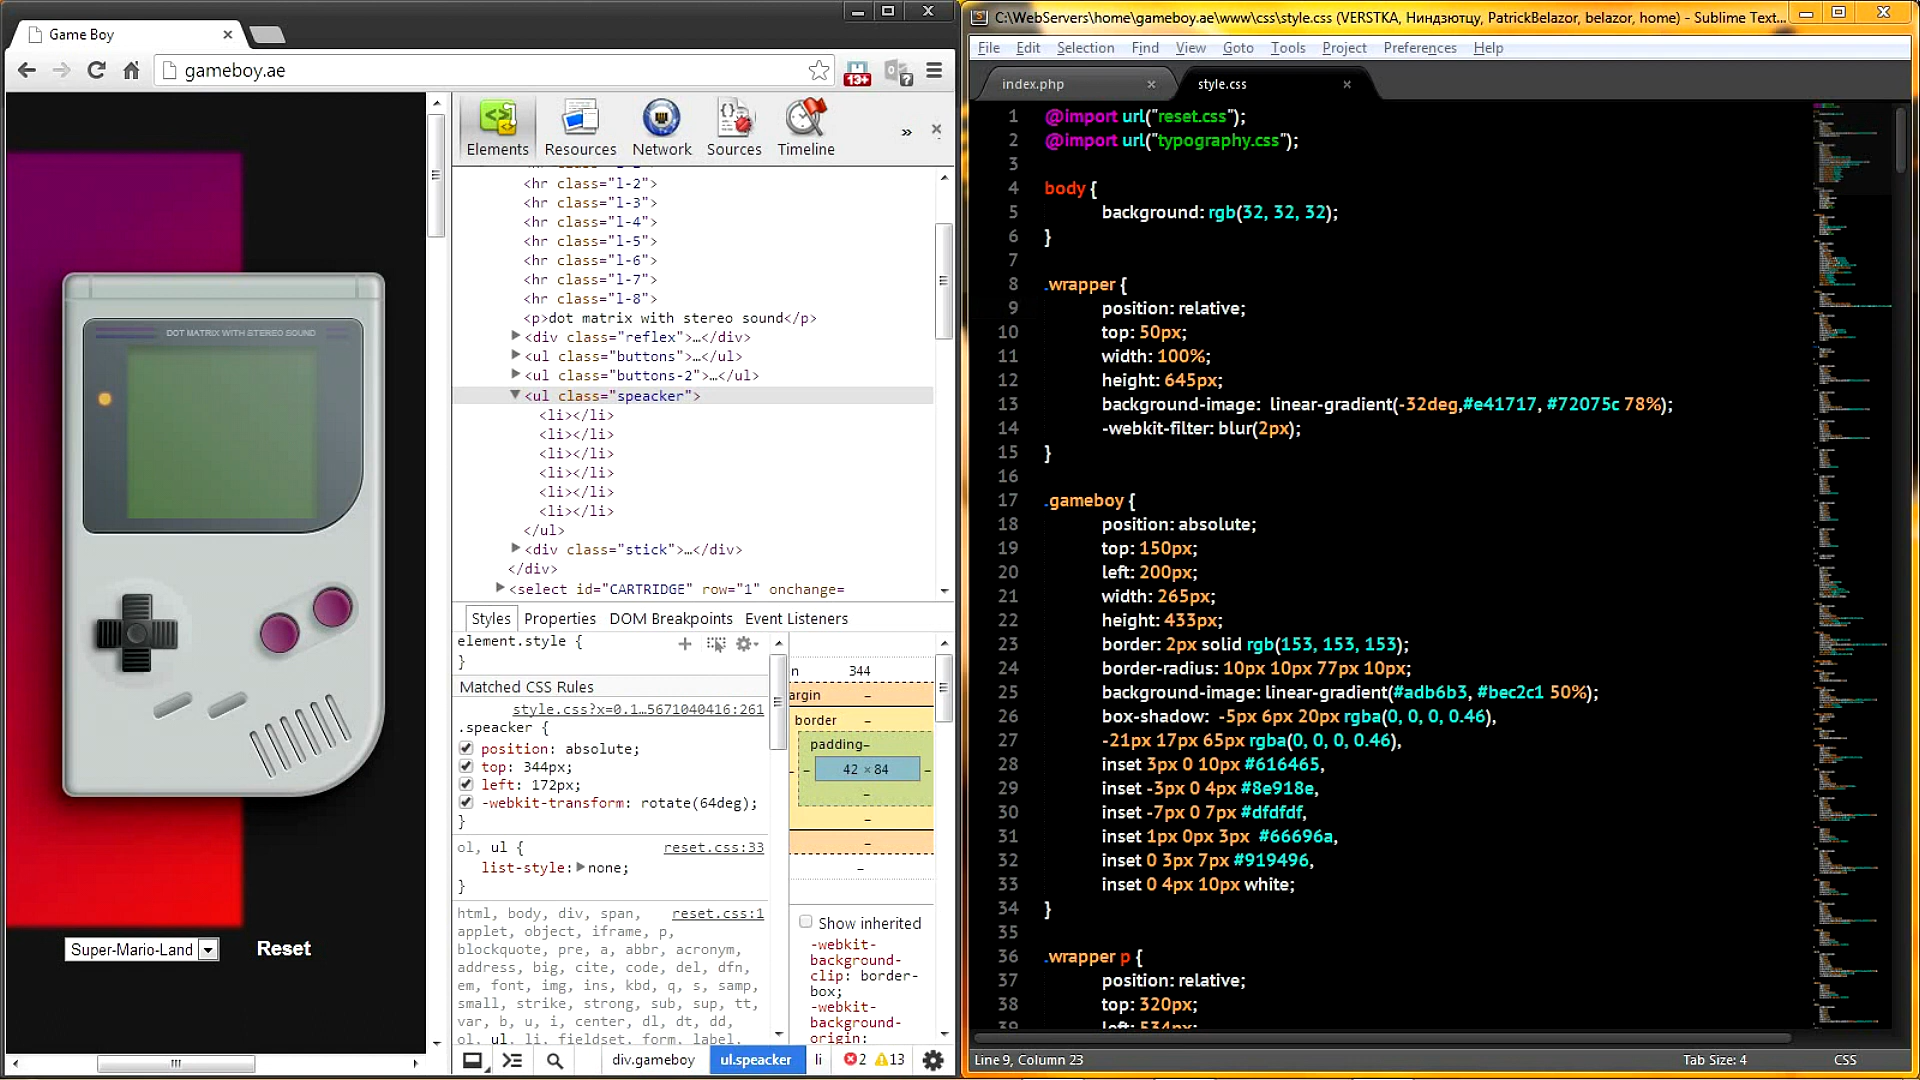 Game Boy
gameboy.ae
13+
DOT MATRIX WITH STEREO SOUND
Super-Mario-Land
Reset
Elements Resources Network Sources Timeline
<hr class="l-2">
<hr class="l-3">
<hr class="l-4">
<hr class="l-5">
<hr class="l-6">
<hr class="l-7">
<hr class="l-8">
<p>dot matrix with stereo sound</p>
<div class="reflex">…</div>
<ul class="buttons">…</ul>
<ul class="buttons-2">…</ul>
<ul class="speacker">
<li></li>
<li></li>
<li></li>
<li></li>
<li></li>
<li></li>
</ul>
<div class="stick">…</div>
</div>
<select id="CARTRIDGE" row="1" onchange=
Styles Properties DOM Breakpoints Event Listeners
element.style {
}
Matched CSS Rules
style.css?x=0.1…5671040416:261
.speacker {
position: absolute;
top: 344px;
left: 172px;
-webkit-transform: rotate(64deg);
}
ol, ul { reset.css:33
list-style: none;
}
html, body, div, span, reset.css:1
applet, object, iframe, p,
blockquote, pre, a, abbr, acronym,
address, big, cite, code, del, dfn,
em, font, img, ins, kbd, q, s, samp,
small, strike, strong, sub, sup, tt,
var, b, u, i, center, dl, dt, dd,
ol, ul, li, fieldset, form, label,
n 344
argin –
border –
padding–
– – 42 × 84 –
–
–
–
–
Show inherited
-webkit-
background-
clip: border-
box;
-webkit-
background-
origin:
div.gameboy ul.speacker li 2 13
C:\WebServers\home\gameboy.ae\www\css\style.css (VERSTKA, Ниндзютцу, PatrickBelazor, belazor, home) - Sublime Text...
File Edit Selection Find View Goto Tools Project Preferences Help
index.php style.css
1 @import url("reset.css");
2 @import url("typography.css");
3
4 body {
5 background: rgb(32, 32, 32);
6 }
7
8 .wrapper {
9 position: relative;
10 top: 50px;
11 width: 100%;
12 height: 645px;
13 background-image: linear-gradient(-32deg,#e41717, #72075c 78%);
14 -webkit-filter: blur(2px);
15 }
16
17 .gameboy {
18 position: absolute;
19 top: 150px;
20 left: 200px;
21 width: 265px;
22 height: 433px;
23 border: 2px solid rgb(153, 153, 153);
24 border-radius: 10px 10px 77px 10px;
25 background-image: linear-gradient(#adb6b3, #bec2c1 50%);
26 box-shadow: -5px 6px 20px rgba(0, 0, 0, 0.46),
27 -21px 17px 65px rgba(0, 0, 0, 0.46),
28 inset 3px 0 10px #616465,
29 inset -3px 0 4px #8e918e,
30 inset -7px 0 7px #dfdfdf,
31 inset 1px 0px 3px #66696a,
32 inset 0 3px 7px #919496,
33 inset 0 4px 10px white;
34 }
35
36 .wrapper p {
37 position: relative;
38 top: 320px;
39 left: 534px;
Line 9, Column 23
Tab Size: 4 CSS